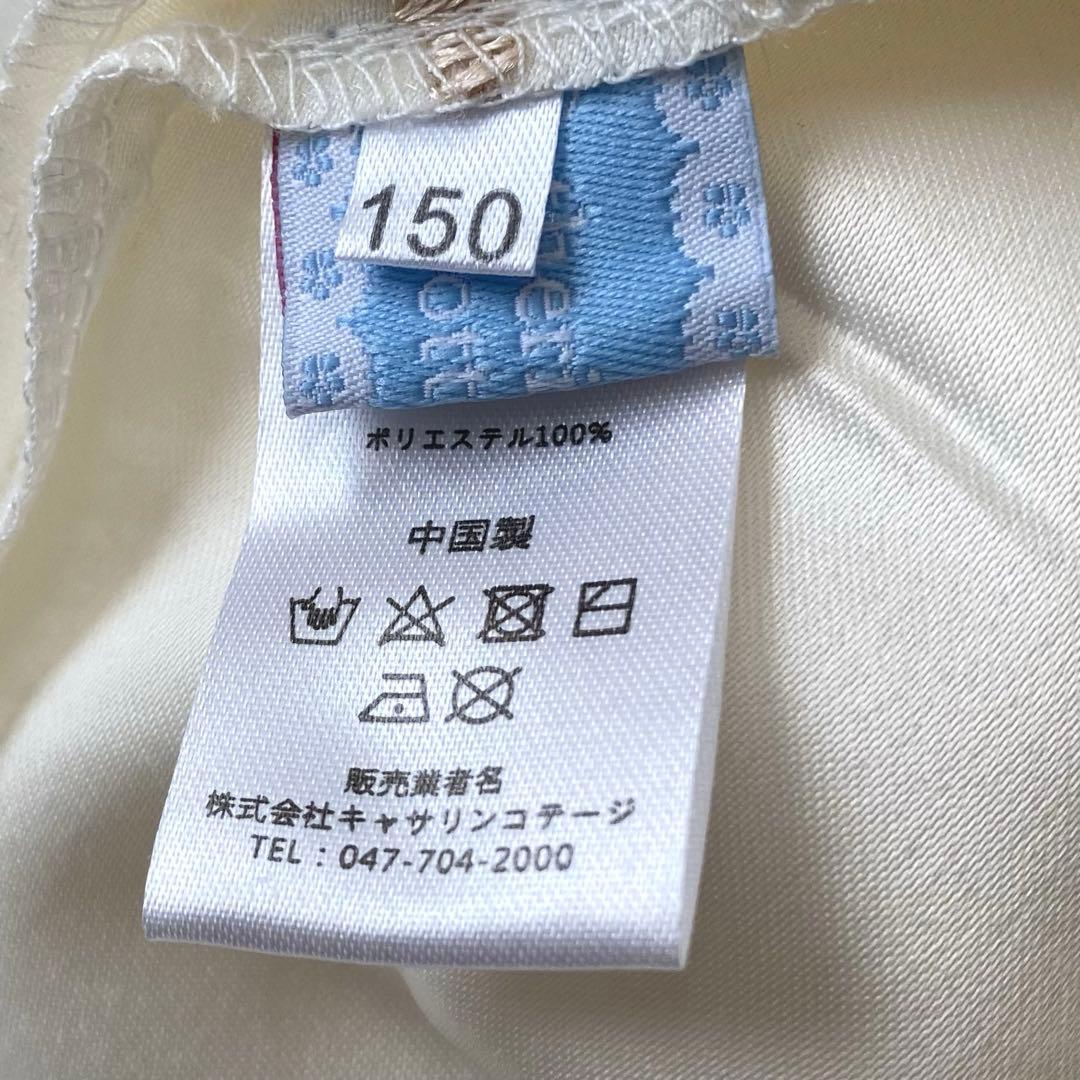 150
ポリエステル100%
中国製
販売業者名
株式会社キャサリンコテージ
TEL : 047-704-2000